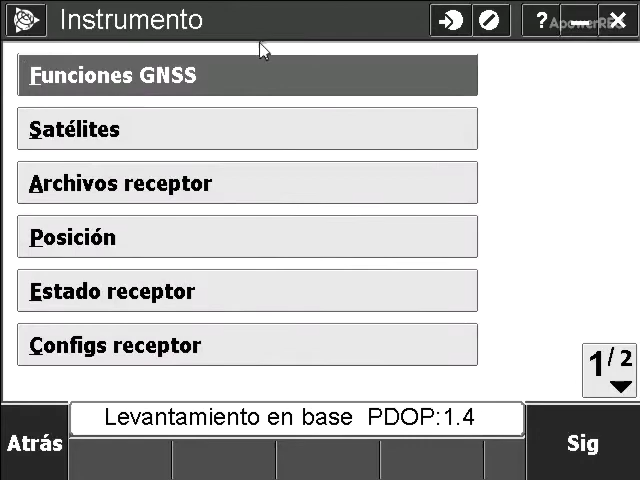 Instrumento
?
ApowerREC
Funciones GNSS
Satélites
Archivos receptor
Posición
Estado receptor
Configs receptor
1/2
Levantamiento en base PDOP:1.4
Atrás
Sig